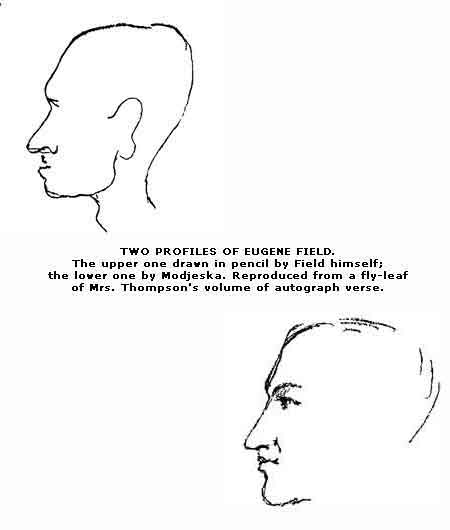 TWO PROFILES OF EUGENE FIELD.
The upper one drawn in pencil by Field himself;
the lower one by Modjeska. Reproduced from a fly-leaf
of Mrs. Thompson's volume of autograph verse.